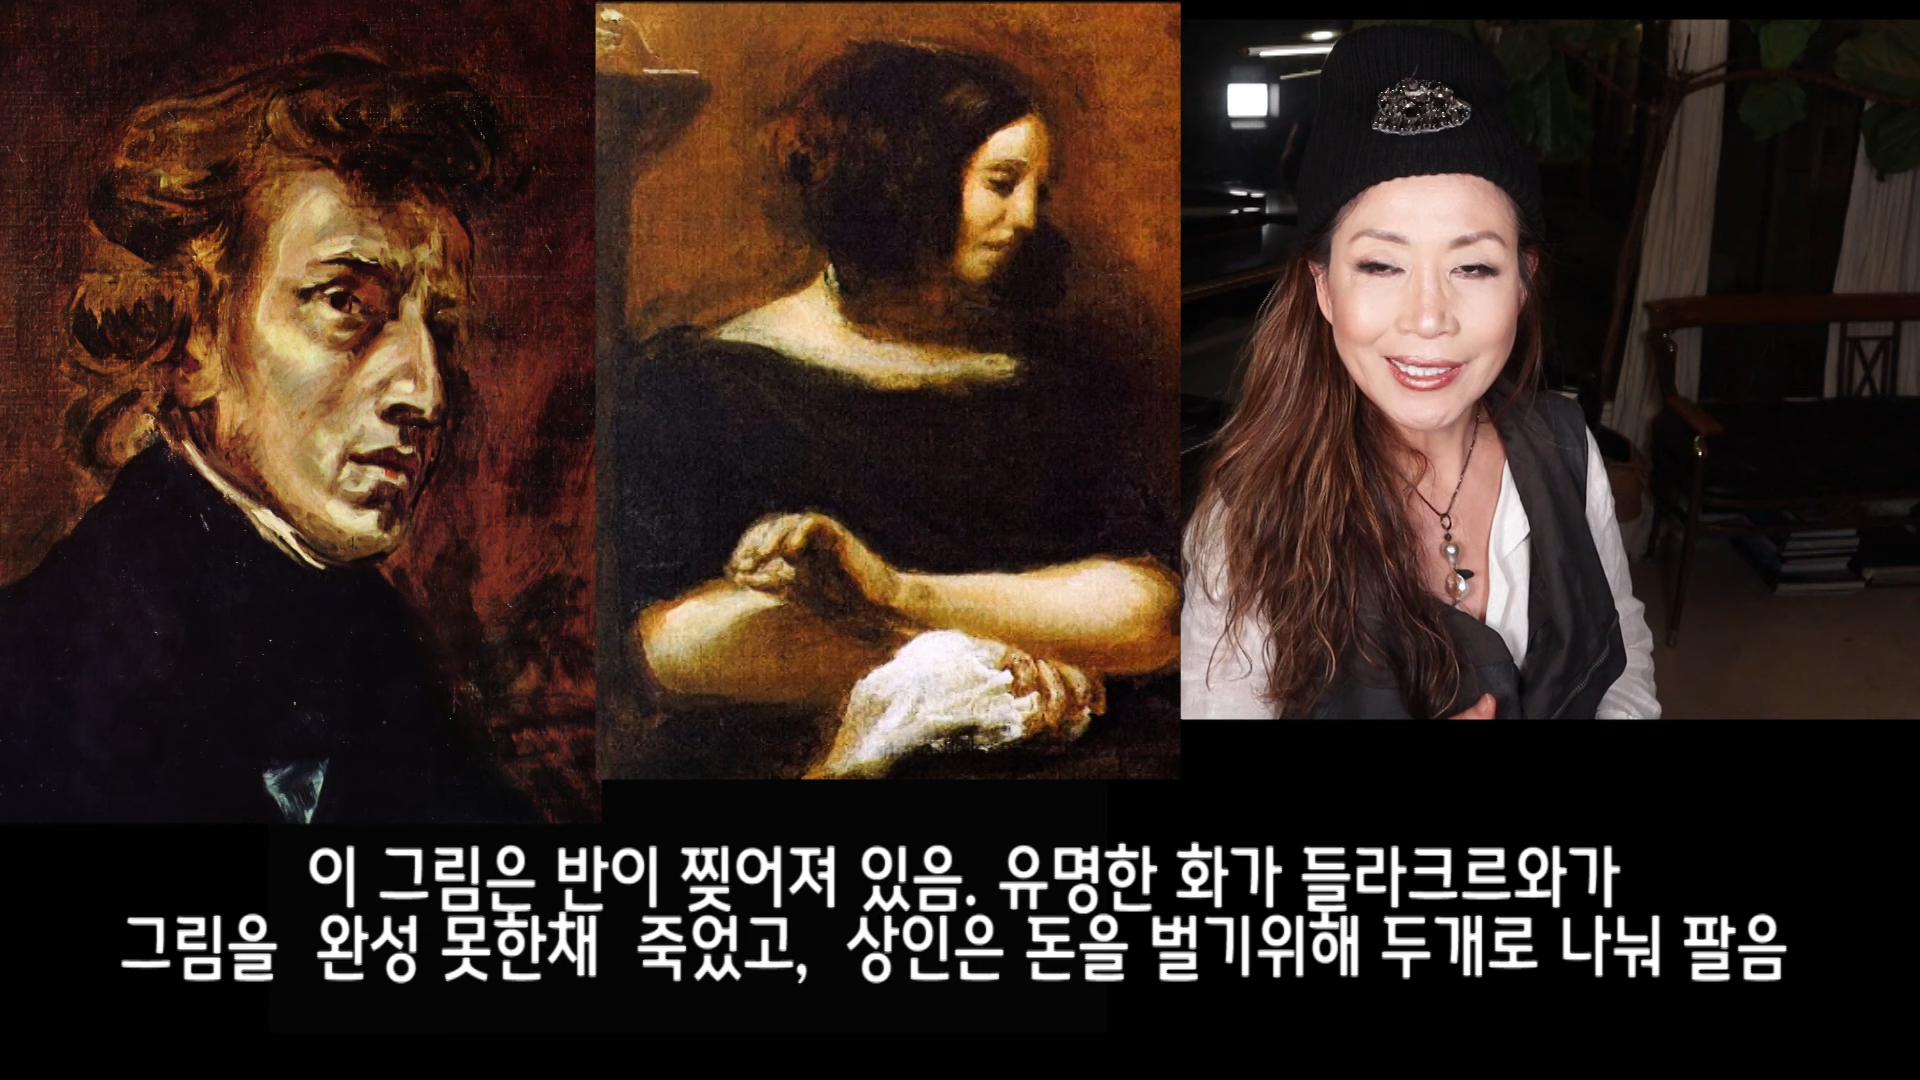 이 그림은 반이 찢어져 있음. 유명한 화가 들라크르와가
그림을 완성 못한채 죽었고, 상인은 돈을 벌기위해 두개로 나눠 팔음